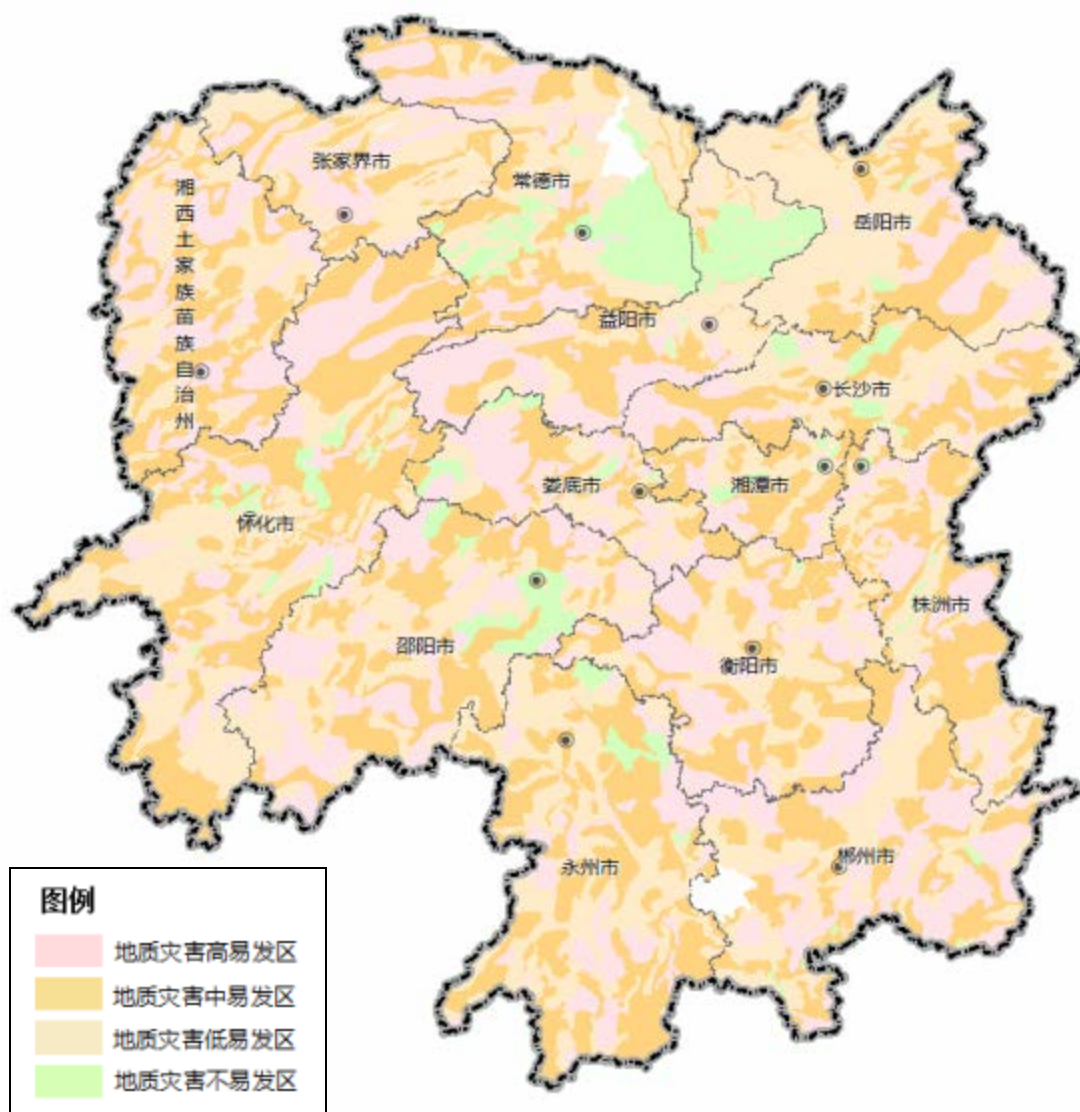 张家界市
常德市
湘西土家族苗族自治州
岳阳市
益阳市
长沙市
娄底市
湘潭市
怀化市
株洲市
邵阳市
衡阳市
郴州市
永州市
图例
地质灾害高易发区
地质灾害中易发区
地质灾害低易发区
地质灾害不易发区